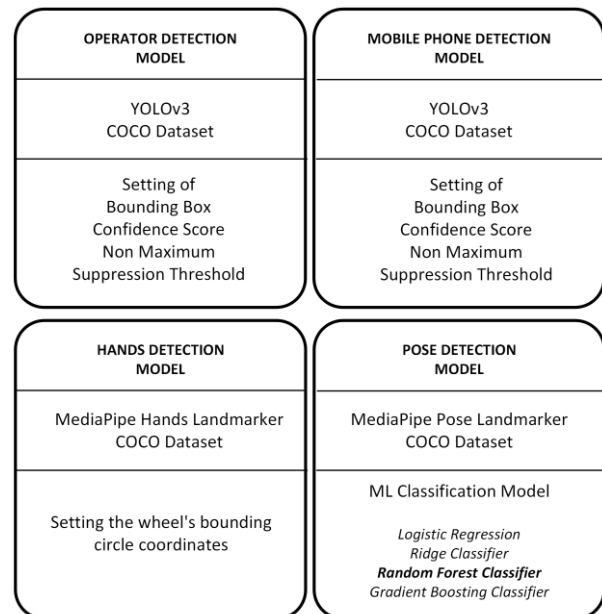 OPERATOR DETECTION
MODEL
YOLOv3
COCO Dataset
Setting of
Bounding Box
Confidence Score
Non Maximum
Suppression Threshold
MOBILE PHONE DETECTION
MODEL
YOLOv3
COCO Dataset
Setting of
Bounding Box
Confidence Score
Non Maximum
Suppression Threshold
HANDS DETECTION
MODEL
MediaPipe Hands Landmarker
COCO Dataset
Setting the wheel's bounding
circle coordinates
POSE DETECTION
MODEL
MediaPipe Pose Landmarker
COCO Dataset
ML Classification Model
Logistic Regression
Ridge Classifier
Random Forest Classifier
Gradient Boosting Classifier